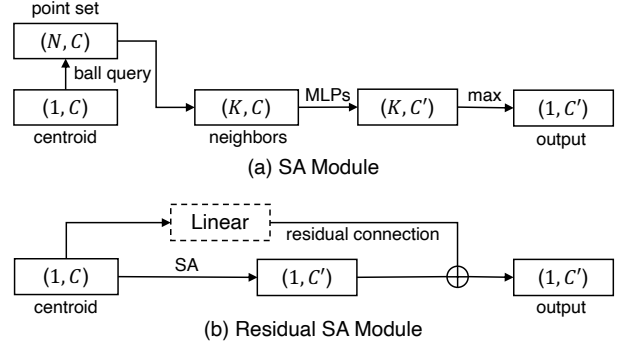 point set
(N, C)
ball query
(1, C)
centroid
(K, C)
neighbors
MLPs
(K, C′)
max
(1, C′)
output
(a) SA Module
Linear
residual connection
(1, C)
centroid
SA
(1, C′)
(1, C′)
output
(b) Residual SA Module